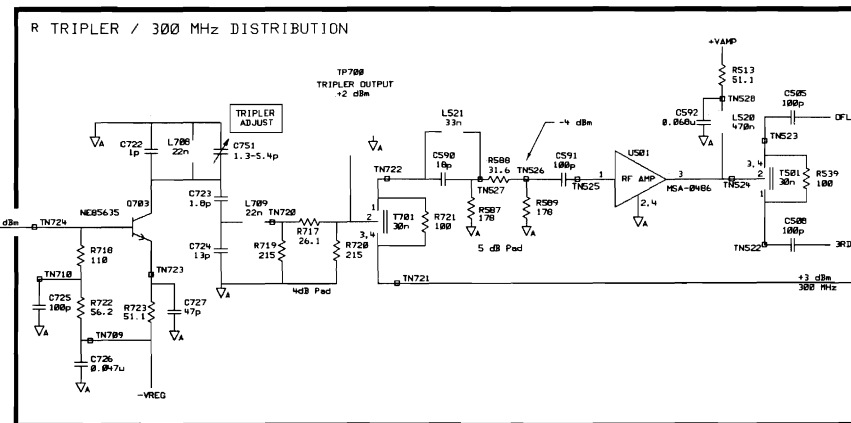 R TRIPLER / 300 MHz DISTRIBUTION
TP700
TRIPLER OUTPUT
+2 dBm
+VAMP
R513
51.1
TN528
C592
0.068u
L520
470n
C505
100p
TN523
OFL
TRIPLER
ADJUST
C722
1p
L708
22n
C751
1.3-5.4p
L521
33n
-4 dBm
TN722
C590
18p
R588
31.6
TN526
C591
100p
U501
RF AMP
1
3
2,4
MSA-0486
TN525
TN527
TN524
3,4
2
1
T501
30n
R539
100
Q703
NE85635
C723
1.8p
L709
22n
TN720
R717
26.1
1
2
3,4
T701
30n
R721
100
R587
178
R589
178
5 dB Pad
C508
100p
TN522
3RD
dBm
TN724
R718
110
C724
13p
R719
215
R720
215
4dB Pad
TN721
+3 dBm
300 MHz
TN710
TN723
C725
100p
R722
56.2
R723
51.1
C727
47p
TN709
C726
0.047u
-VREG
A
A
A
A
A
A
A
A
A
A
A
A
A
A